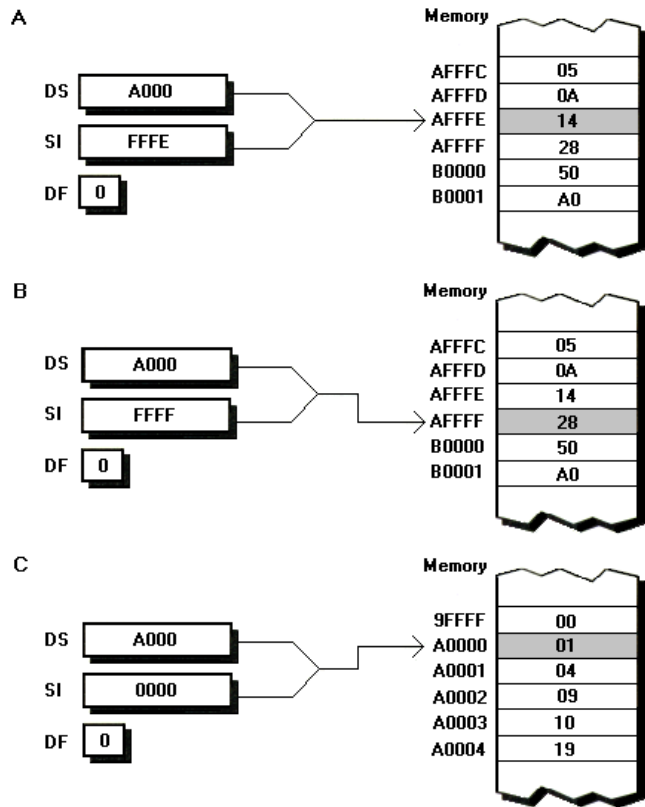 A
Memory
DS A000
SI FFFE
DF 0
AFFFC 05
AFFFD 0A
AFFFE 14
AFFFF 28
B0000 50
B0001 A0
B
Memory
DS A000
SI FFFF
DF 0
AFFFC 05
AFFFD 0A
AFFFE 14
AFFFF 28
B0000 50
B0001 A0
C
Memory
DS A000
SI 0000
DF 0
9FFFF 00
A0000 01
A0001 04
A0002 09
A0003 10
A0004 19